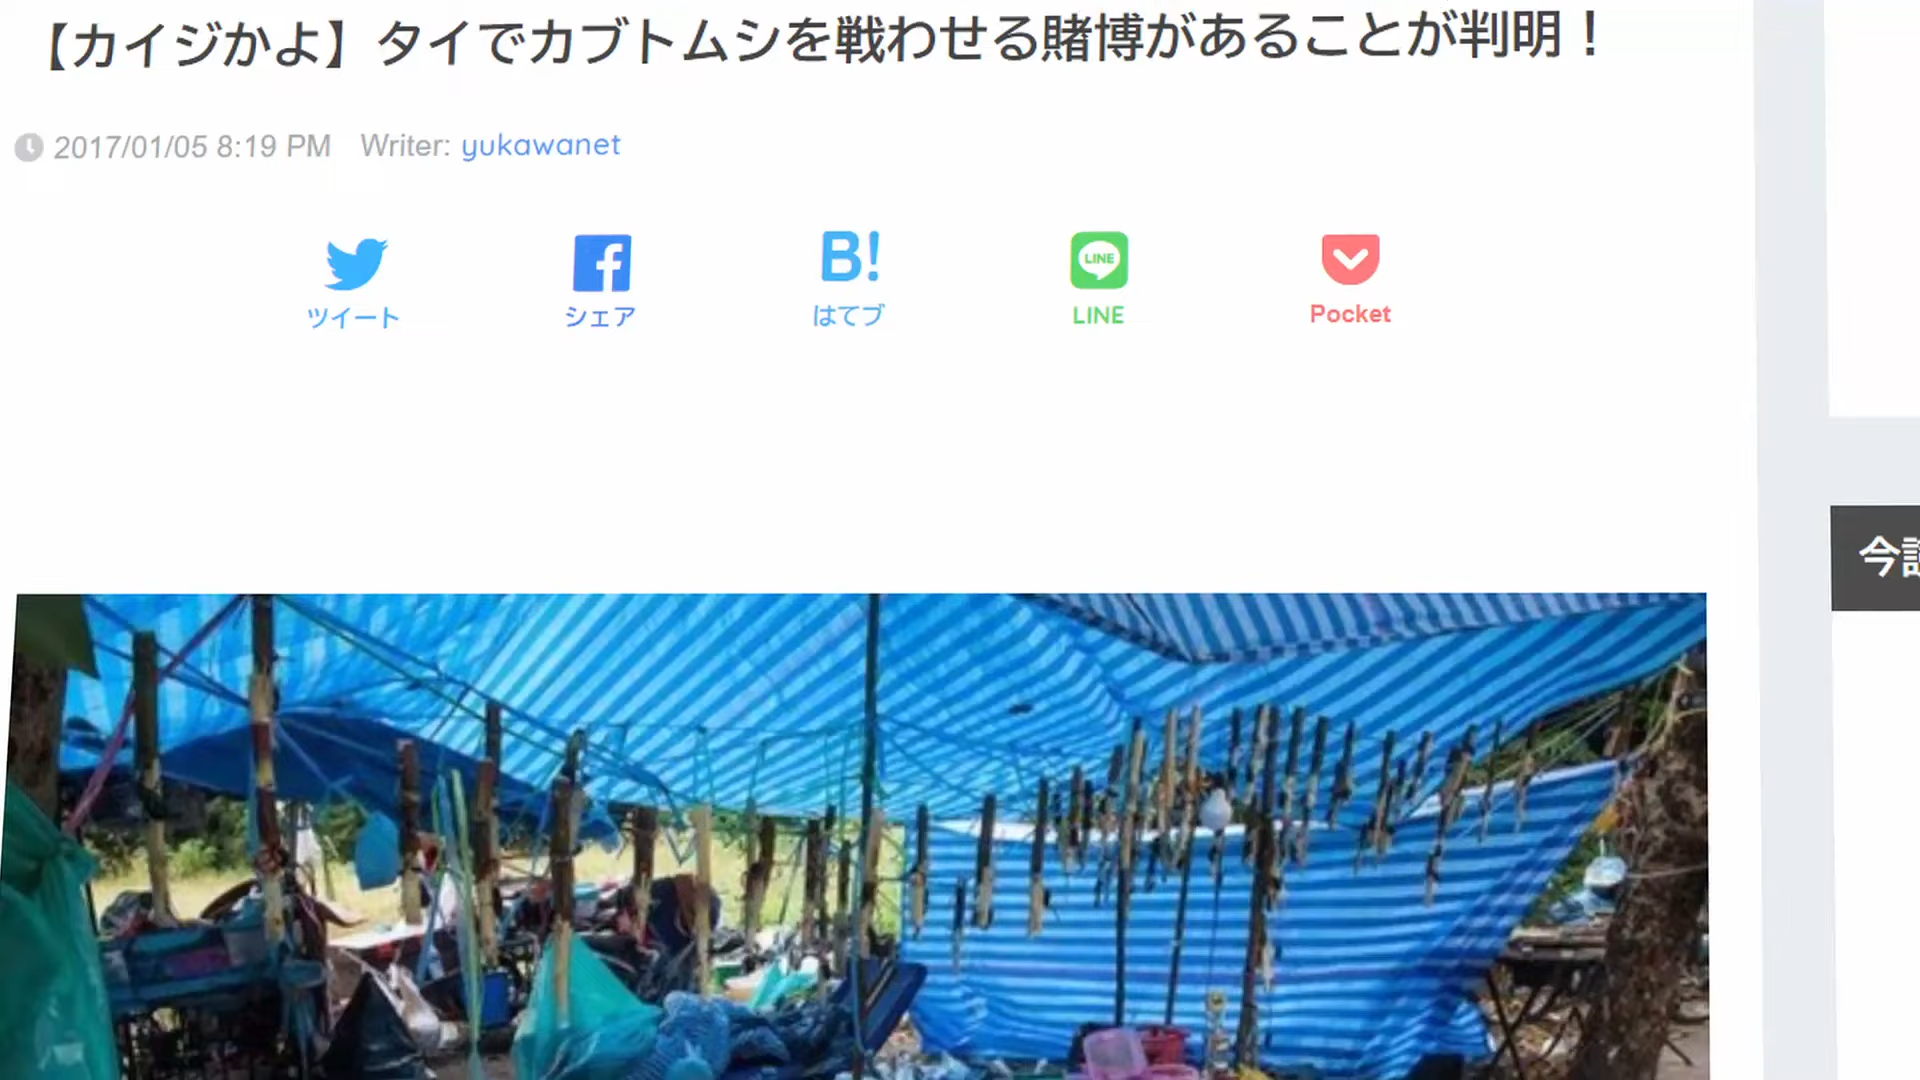 【カイジかよ】タイでカブトムシを戦わせる賭博があることが判明！
2017/01/05 8:19 PM Writer: yukawanet
B!
LINE
ツイート シェア はてブ LINE Pocket
今